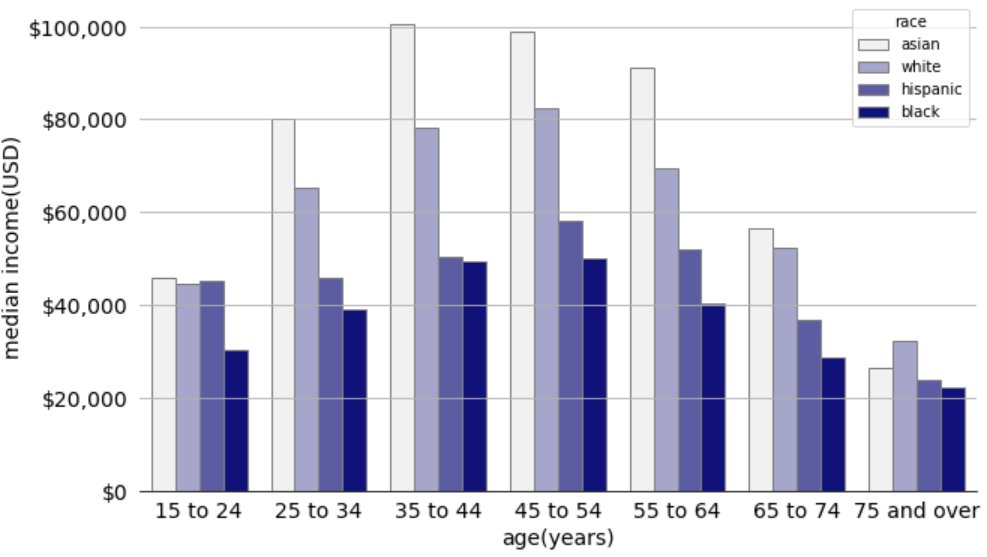 race
asian
white
hispanic
black
$100,000
$80,000
$60,000
$40,000
$20,000
$0
median income(USD)
15 to 24
25 to 34
35 to 44
45 to 54
55 to 64
65 to 74
75 and over
age(years)